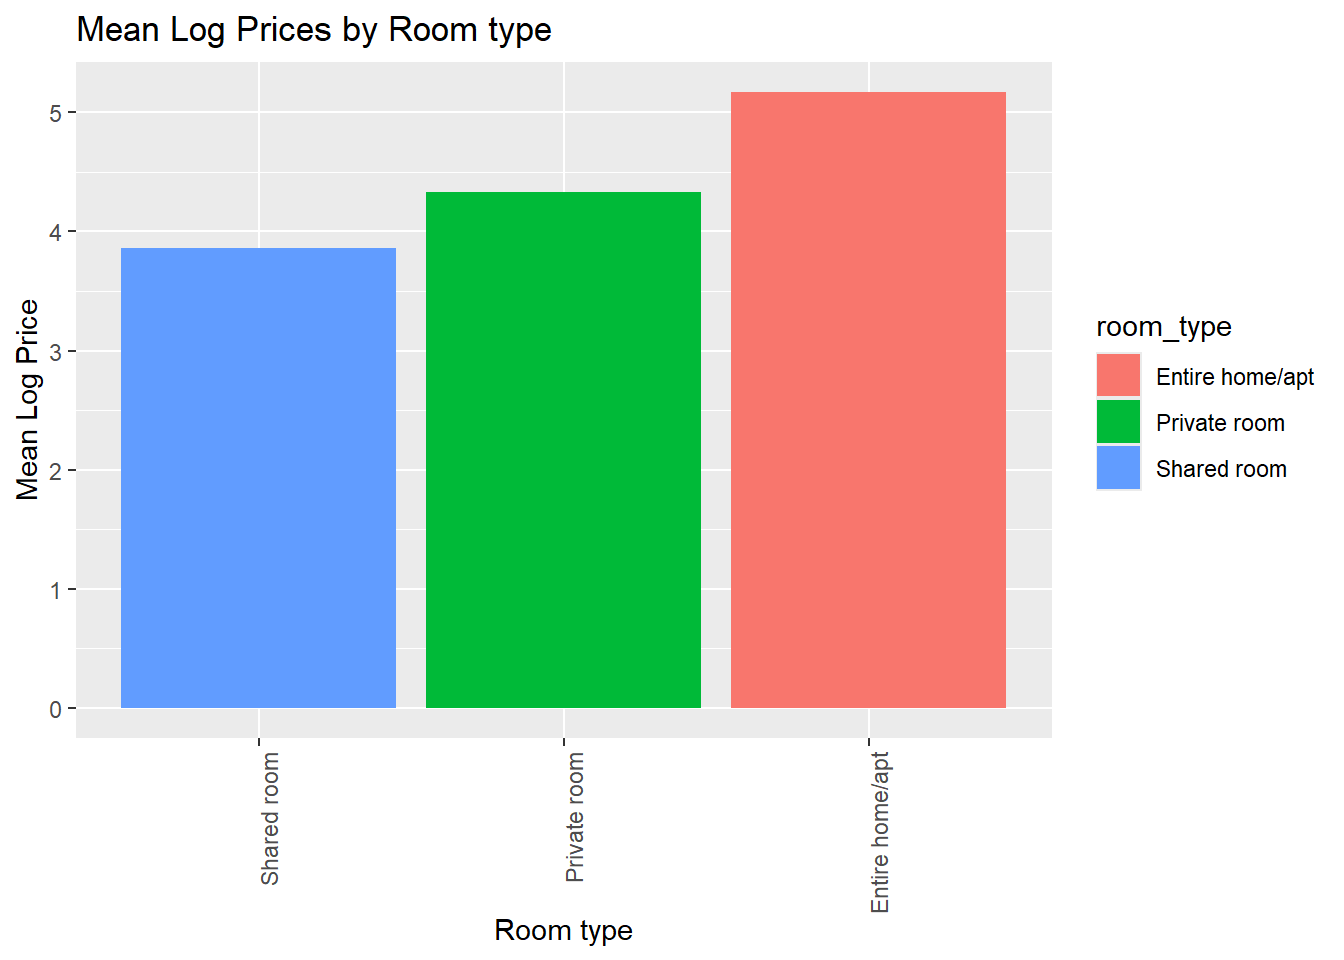 Mean Log Prices by Room type
Mean Log Price
5
4
3
2
1
0
Shared room
Private room
Entire home/apt
Room type
room_type
Entire home/apt
Private room
Shared room